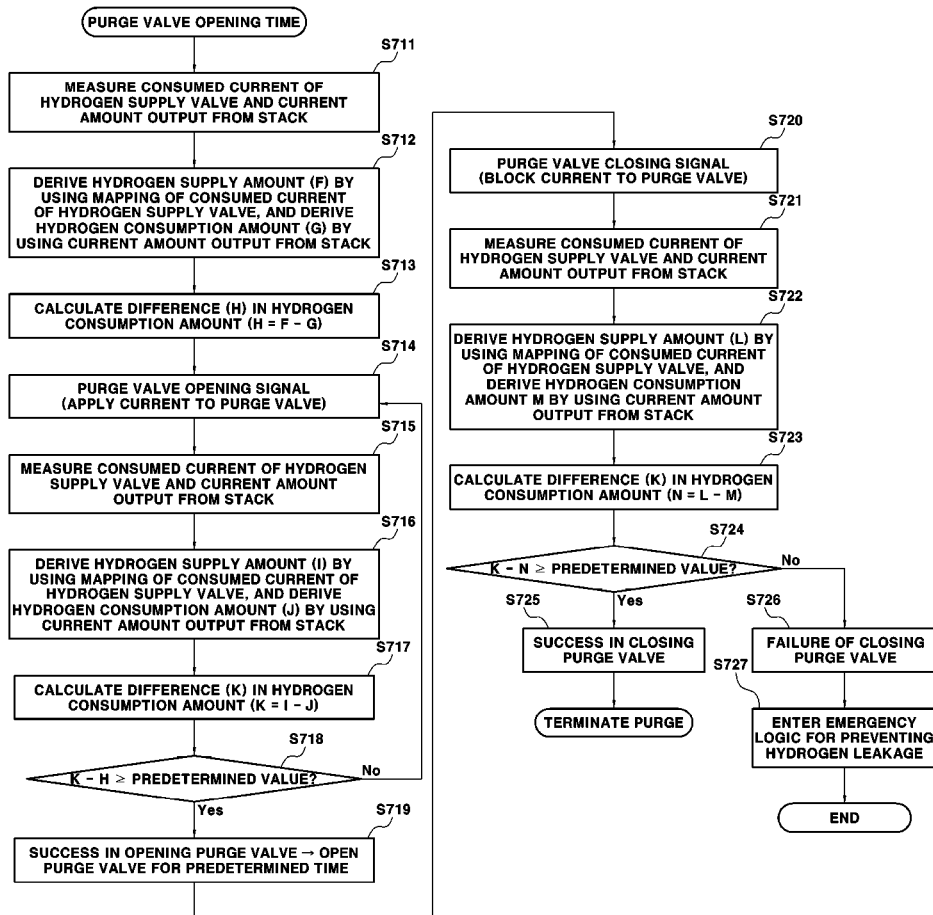 PURGE VALVE OPENING TIME
S711
MEASURE CONSUMED CURRENT OF
HYDROGEN SUPPLY VALVE AND CURRENT
AMOUNT OUTPUT FROM STACK
S712
DERIVE HYDROGEN SUPPLY AMOUNT (F) BY
USING MAPPING OF CONSUMED CURRENT
OF HYDROGEN SUPPLY VALVE, AND DERIVE
HYDROGEN CONSUMPTION AMOUNT (G) BY
USING CURRENT AMOUNT OUTPUT FROM STACK
S713
CALCULATE DIFFERENCE (H) IN HYDROGEN
CONSUMPTION AMOUNT (H = F - G)
S714
PURGE VALVE OPENING SIGNAL
(APPLY CURRENT TO PURGE VALVE)
S715
MEASURE CONSUMED CURRENT OF HYDROGEN
SUPPLY VALVE AND CURRENT AMOUNT
OUTPUT FROM STACK
S716
DERIVE HYDROGEN SUPPLY AMOUNT (I) BY
USING MAPPING OF CONSUMED CURRENT OF
HYDROGEN SUPPLY VALVE, AND DERIVE
HYDROGEN CONSUMPTION AMOUNT (J) BY USING
CURRENT AMOUNT OUTPUT FROM STACK
S717
CALCULATE DIFFERENCE (K) IN HYDROGEN
CONSUMPTION AMOUNT (K = I - J)
S718
K - H ≥ PREDETERMINED VALUE?
No
Yes
S719
SUCCESS IN OPENING PURGE VALVE → OPEN
PURGE VALVE FOR PREDETERMINED TIME
S720
PURGE VALVE CLOSING SIGNAL
(BLOCK CURRENT TO PURGE VALVE)
S721
MEASURE CONSUMED CURRENT OF
HYDROGEN SUPPLY VALVE AND CURRENT
AMOUNT OUTPUT FROM STACK
S722
DERIVE HYDROGEN SUPPLY AMOUNT (L) BY
USING MAPPING OF CONSUMED CURRENT
OF HYDROGEN SUPPLY VALVE, AND
DERIVE HYDROGEN CONSUMPTION
AMOUNT M BY USING CURRENT AMOUNT
OUTPUT FROM STACK
S723
CALCULATE DIFFERENCE (K) IN HYDROGEN
CONSUMPTION AMOUNT (N = L - M)
S724
K - N ≥ PREDETERMINED VALUE?
No
Yes
S725
SUCCESS IN CLOSING
PURGE VALVE
TERMINATE PURGE
S726
FAILURE OF CLOSING
PURGE VALVE
S727
ENTER EMERGENCY
LOGIC FOR PREVENTING
HYDROGEN LEAKAGE
END